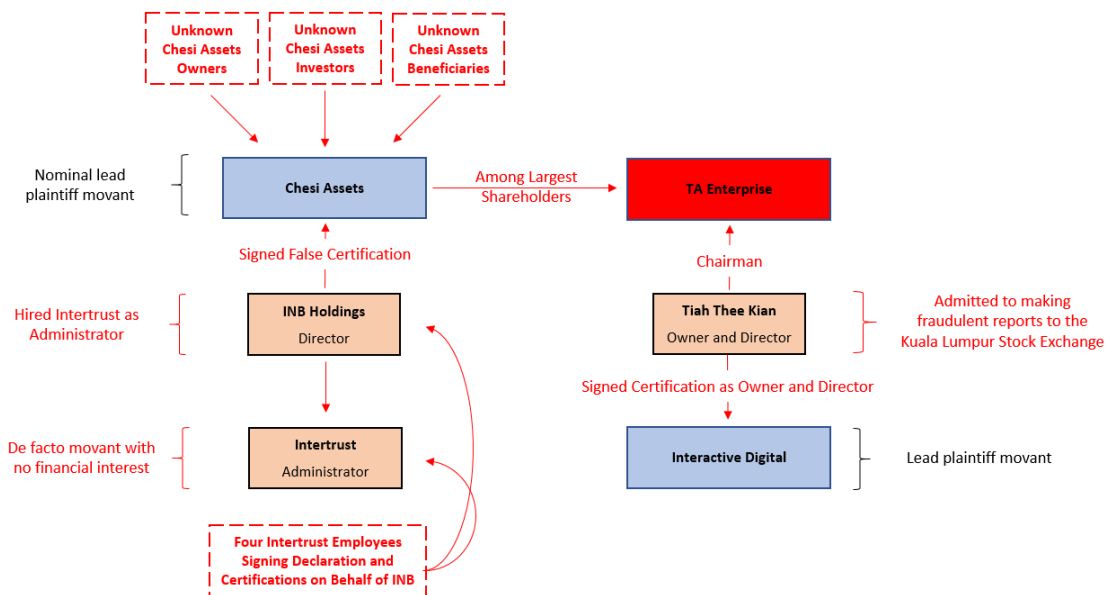 Unknown
Chesi Assets
Owners
Unknown
Chesi Assets
Investors
Unknown
Chesi Assets
Beneficiaries
Nominal lead
plaintiff movant
Chesi Assets
Among Largest
Shareholders
TA Enterprise
Signed False Certification
Chairman
Hired Intertrust as
Administrator
INB Holdings
Director
Tiah Thee Kian
Owner and Director
Admitted to making
fraudulent reports to the
Kuala Lumpur Stock Exchange
Signed Certification as Owner and Director
De facto movant with
no financial interest
Intertrust
Administrator
Interactive Digital
Lead plaintiff movant
Four Intertrust Employees
Signing Declaration and
Certifications on Behalf of INB